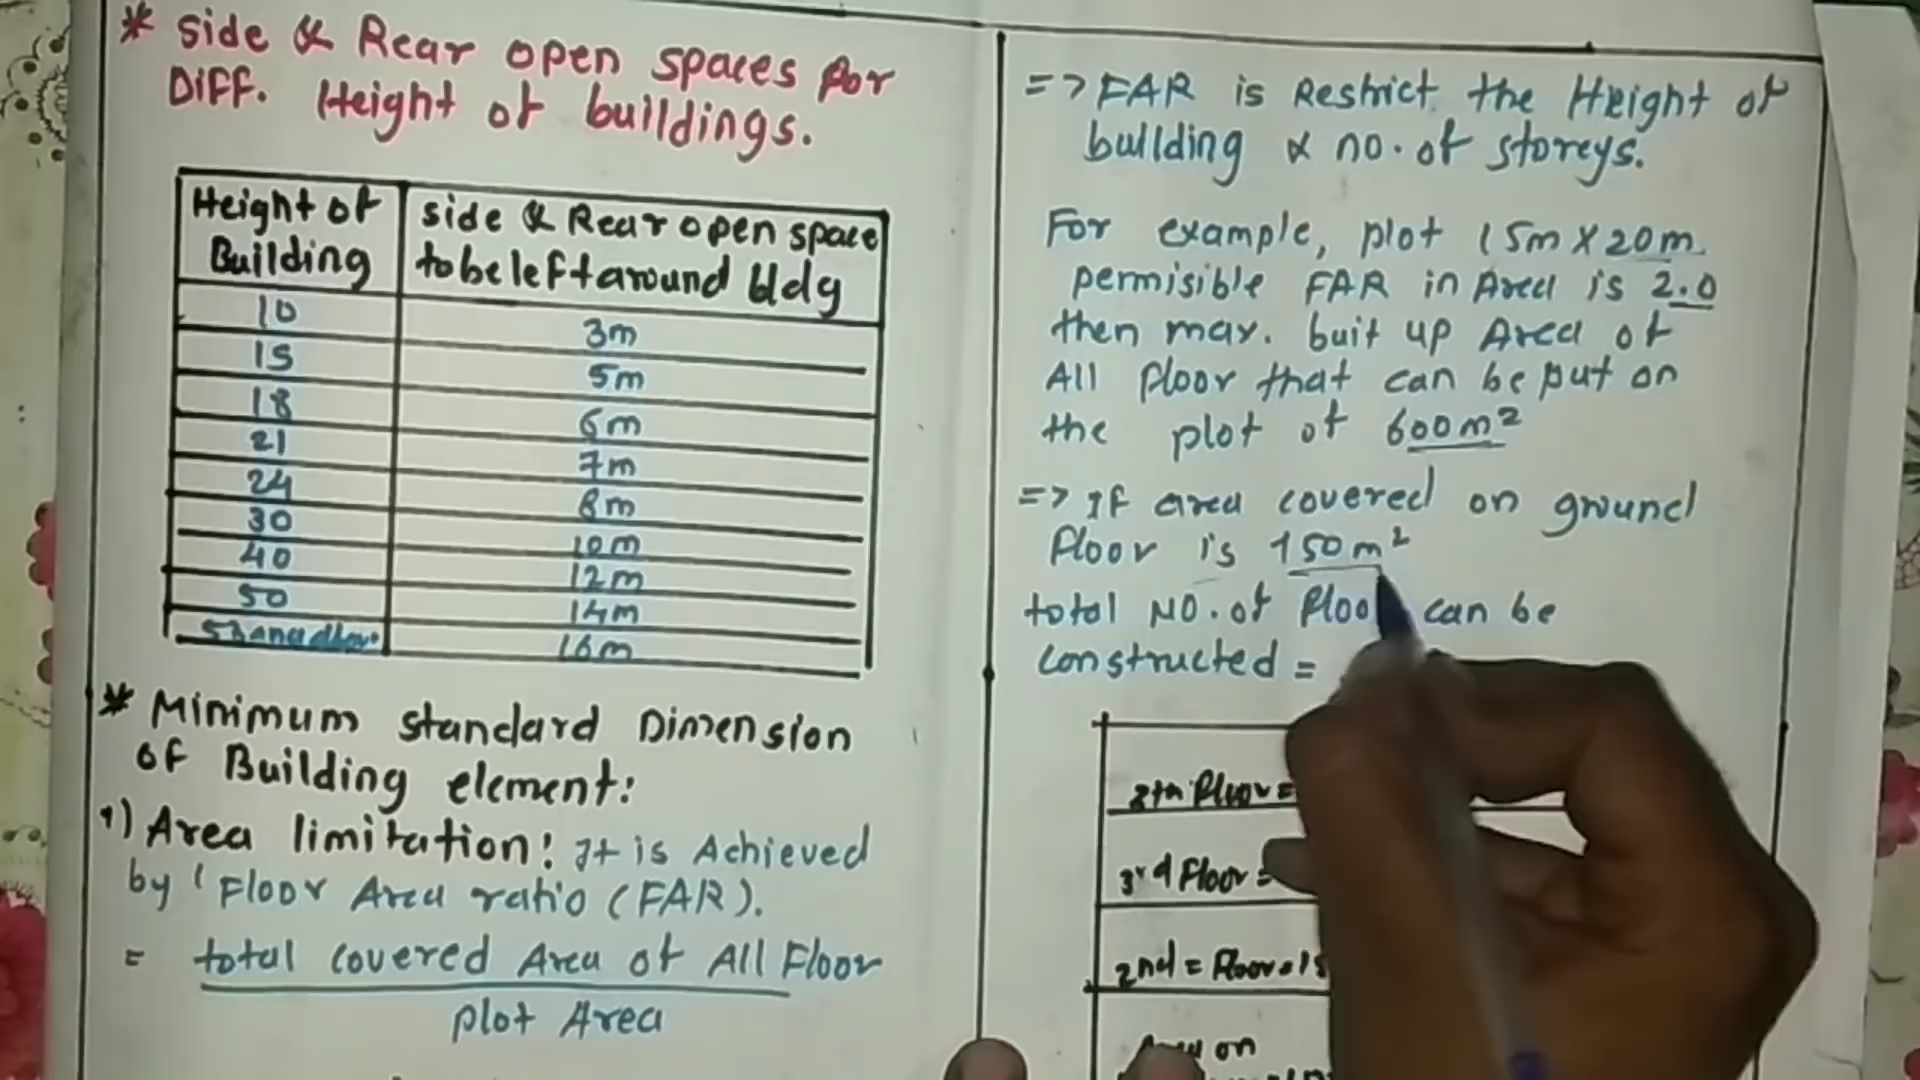 * Side & Rear open spaces for
Diff. Height of buildings.
Height of Building
side & Rear open space
to be left around bldg
10 3m
15 5m
18 6m
21 7m
24 8m
30 10m
40 12m
50 14m
16m
* Minimum standard Dimension
of Building element:
1) Area limitation: It is Achieved
by (Floor Area ratio (FAR).
= total covered Area of All Floor
plot Area
=> FAR is Restrict the Height of
building & no. of storeys.
For example, plot 15m X 20m
permisible FAR in Area is 2.0
then max. buit up Area of
All floor that can be put on
the plot of 600m²
=> If area covered on ground
floor is 150m²
total No. of floo can be
constructed =
floor =
3rd Floor =
2nd = Floor =
on